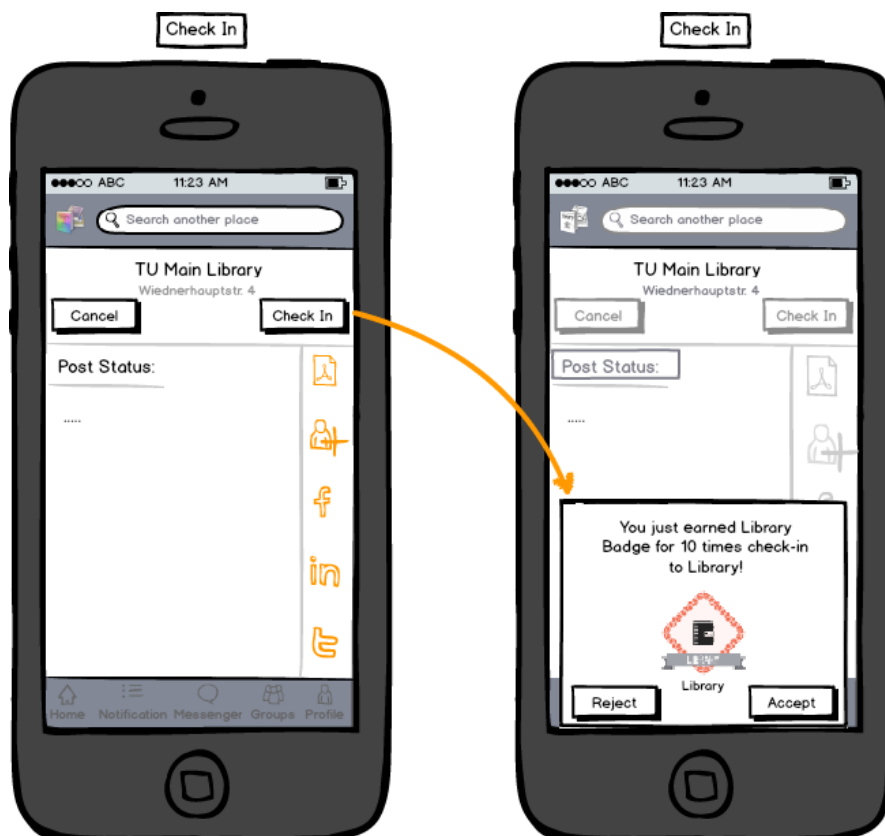 Check In
ABC 11:23 AM
Search another place
TU Main Library
Wiednerhauptstr. 4
Cancel Check In
Post Status:
.....
f
in
t
Home Notification Messenger Groups Profile
Check In
ABC 11:23 AM
Search another place
TU Main Library
Wiednerhauptstr. 4
Cancel Check In
Post Status:
.....
You just earned Library
Badge for 10 times check-in
to Library!
Library
Reject Accept